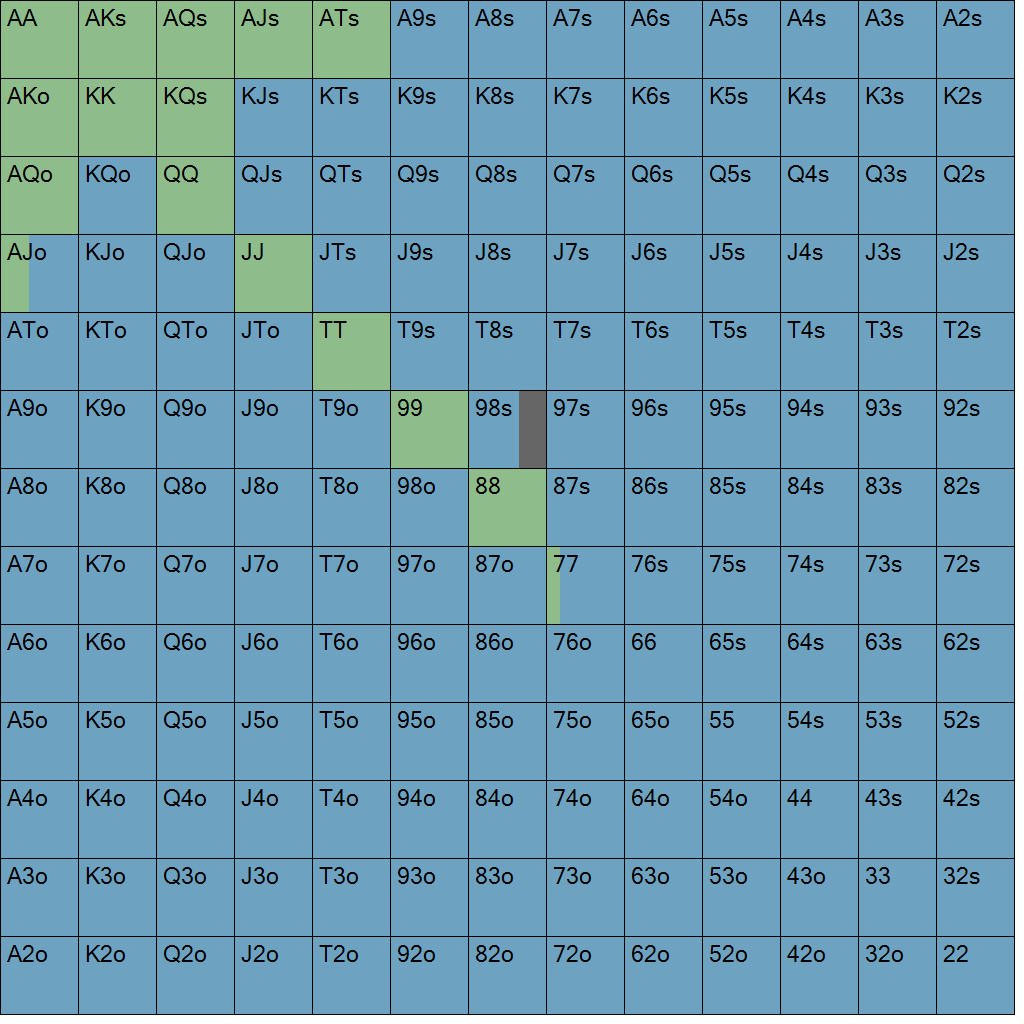 AA AKs AQs AJs ATs A9s A8s A7s A6s A5s A4s A3s A2s
AKo KK KQs KJs KTs K9s K8s K7s K6s K5s K4s K3s K2s
AQo KQo QQ QJs QTs Q9s Q8s Q7s Q6s Q5s Q4s Q3s Q2s
AJo KJo QJo JJ JTs J9s J8s J7s J6s J5s J4s J3s J2s
ATo KTo QTo JTo TT T9s T8s T7s T6s T5s T4s T3s T2s
A9o K9o Q9o J9o T9o 99 98s 97s 96s 95s 94s 93s 92s
A8o K8o Q8o J8o T8o 98o 88 87s 86s 85s 84s 83s 82s
A7o K7o Q7o J7o T7o 97o 87o 77 76s 75s 74s 73s 72s
A6o K6o Q6o J6o T6o 96o 86o 76o 66 65s 64s 63s 62s
A5o K5o Q5o J5o T5o 95o 85o 75o 65o 55 54s 53s 52s
A4o K4o Q4o J4o T4o 94o 84o 74o 64o 54o 44 43s 42s
A3o K3o Q3o J3o T3o 93o 83o 73o 63o 53o 43o 33 32s
A2o K2o Q2o J2o T2o 92o 82o 72o 62o 52o 42o 32o 22